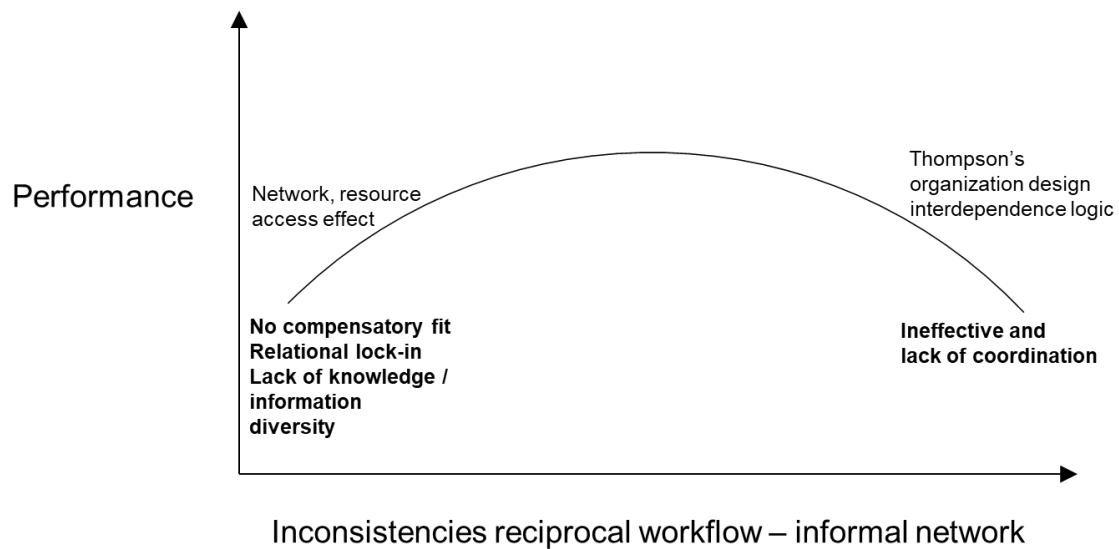 Performance
Network, resource
access effect
Thompson's
organization design
interdependence logic
No compensatory fit
Relational lock-in
Lack of knowledge /
information
diversity
Ineffective and
lack of coordination
Inconsistencies reciprocal workflow – informal network